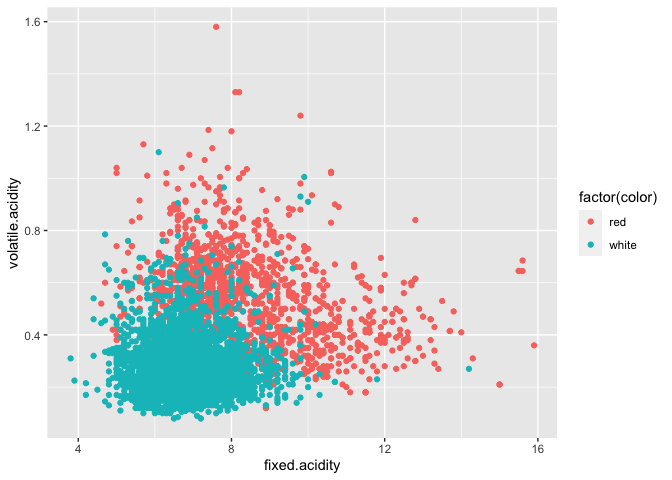 1.6
1.2
0.8
0.4
volatile.acidity
4
8
12
16
fixed.acidity
factor(color)
red
white